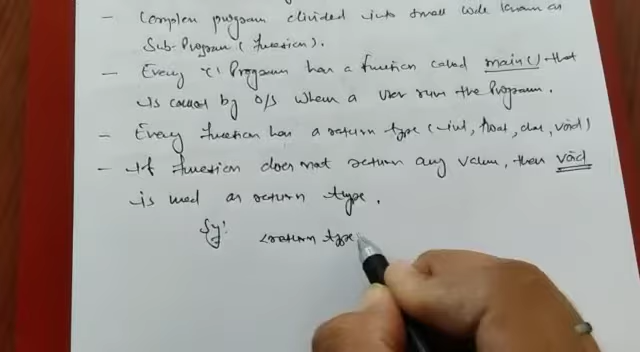 - Complex program divided into small code known as
Sub-Program (function).
- Every 'C' Program has a function called main() that
is called by O/S when a user run the Program.
- Every function has a return type (int, float, char, void)
- If function does not return any value, then void
is used as return type.
Sy:
<return type